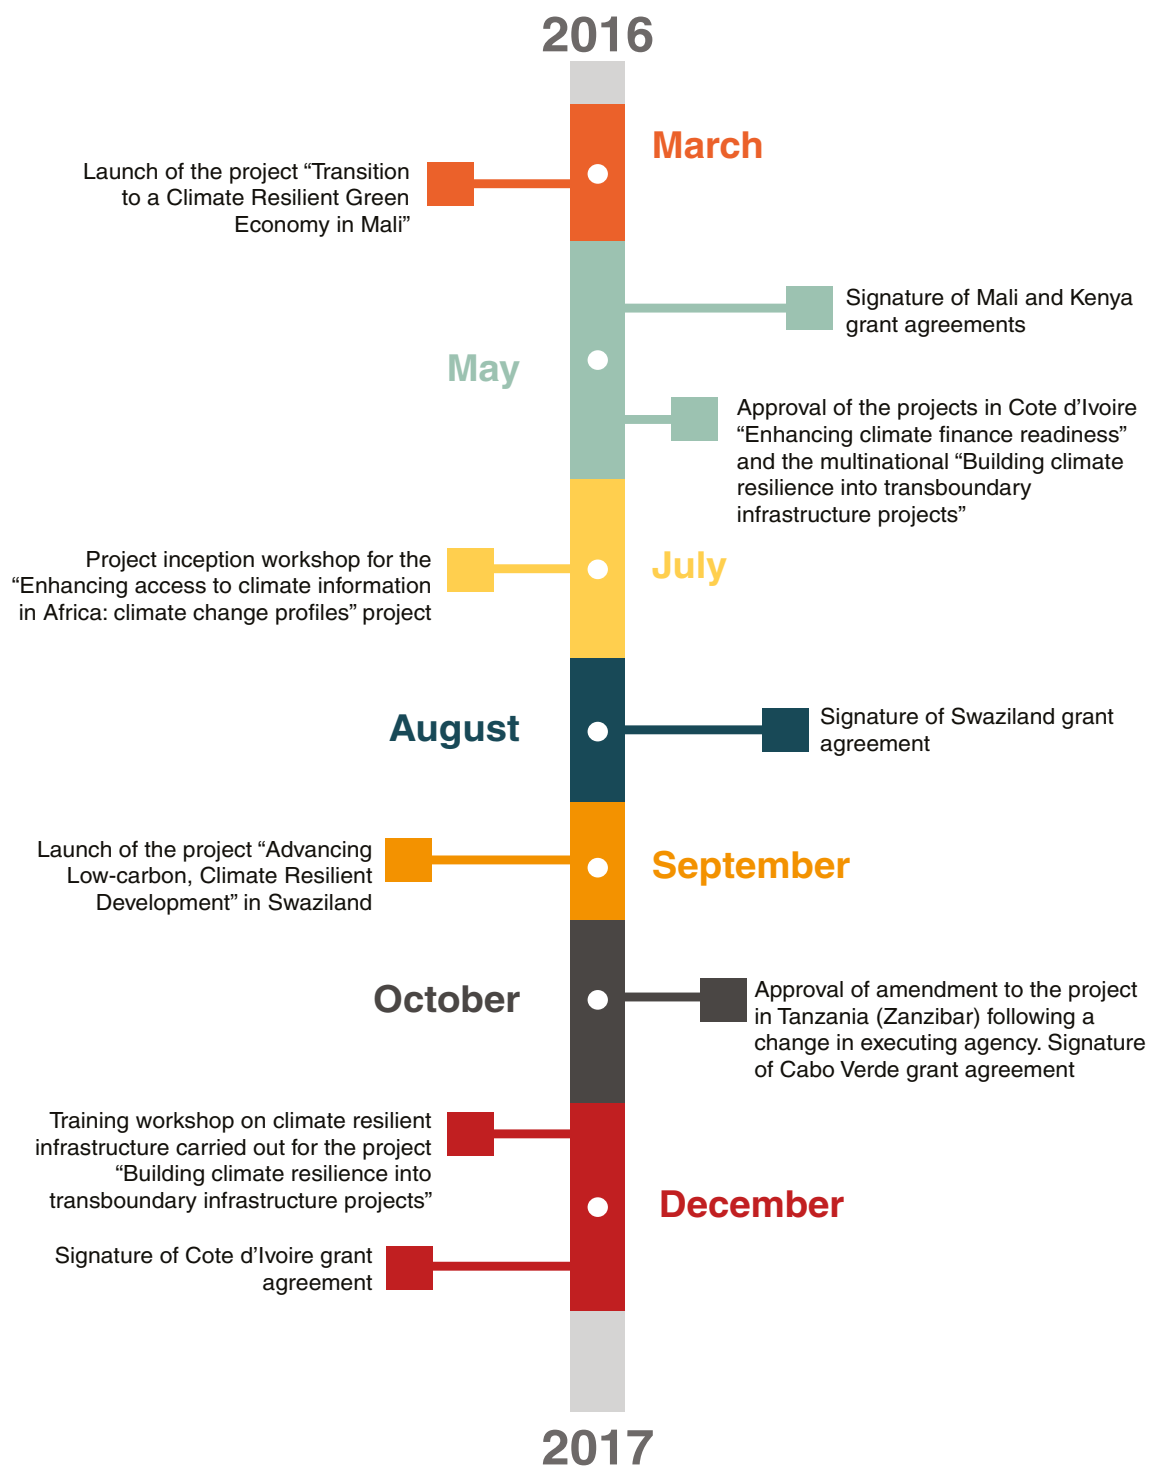 2016
March
Launch of the project “Transition
to a Climate Resilient Green
Economy in Mali”
Signature of Mali and Kenya
grant agreements
May
Approval of the projects in Cote d’Ivoire
“Enhancing climate finance readiness”
and the multinational “Building climate
resilience into transboundary
infrastructure projects”
July
Project inception workshop for the
“Enhancing access to climate information
in Africa: climate change profiles” project
August
Signature of Swaziland grant
agreement
September
Launch of the project “Advancing
Low-carbon, Climate Resilient
Development” in Swaziland
October
Approval of amendment to the project
in Tanzania (Zanzibar) following a
change in executing agency. Signature
of Cabo Verde grant agreement
Training workshop on climate resilient
infrastructure carried out for the project
“Building climate resilience into
transboundary infrastructure projects”
December
Signature of Cote d’Ivoire grant
agreement
2017